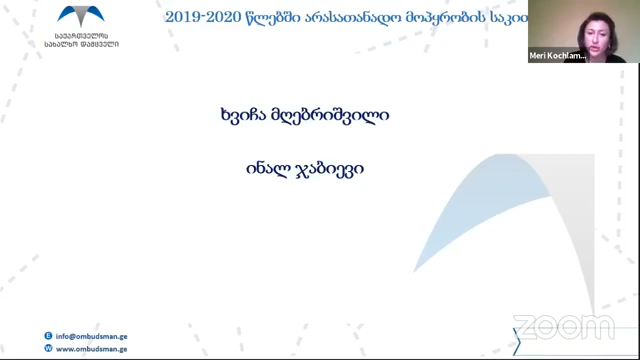 2019-2020 წლებში არასათანადო მოპყრობის საკით
საქართველოს
სახალხო დამცველი
Meri Kochlam...
ხვიჩა მღებრიშვილი
ინალ ჯაბიევი
info@ombudsman.ge
www.ombudsman.ge
zoom